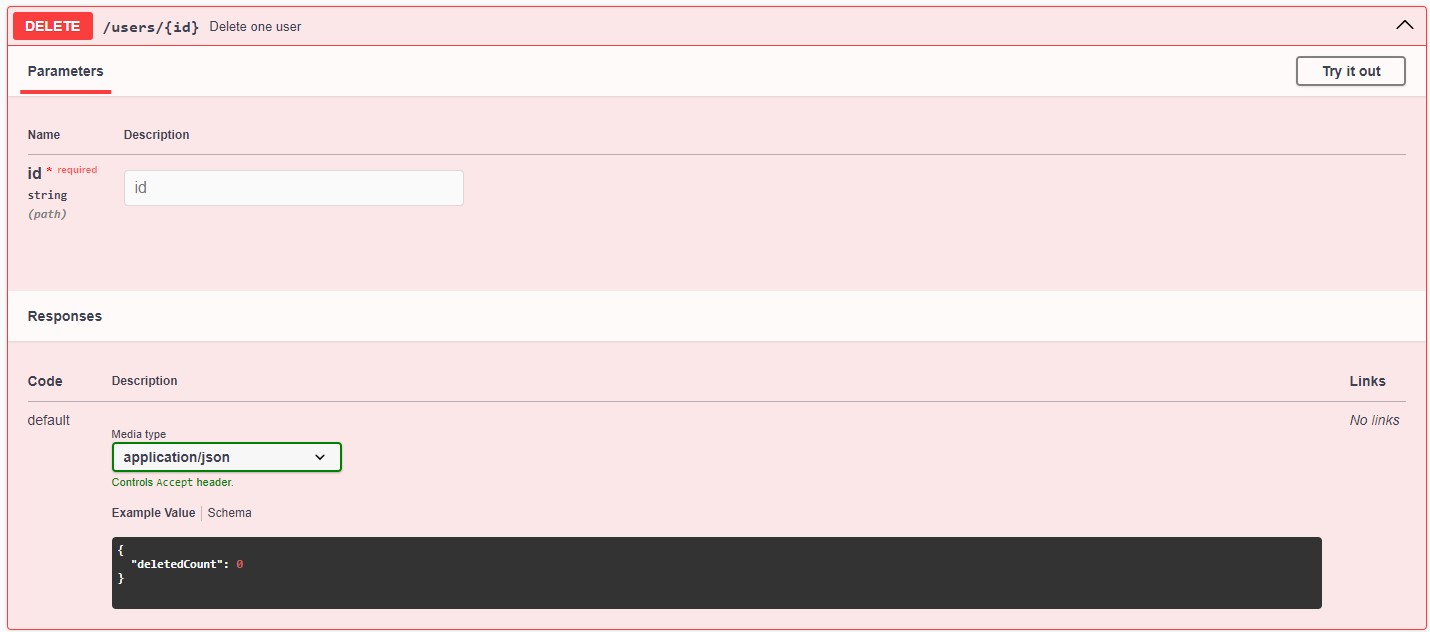 DELETE /users/{id} Delete one user
Parameters
Try it out
Name Description
id * required
string
(path)
id
Responses
Code Description Links
default
No links
Media type
application/json
Controls Accept header.
Example Value Schema
{
  "deletedCount": 0
}